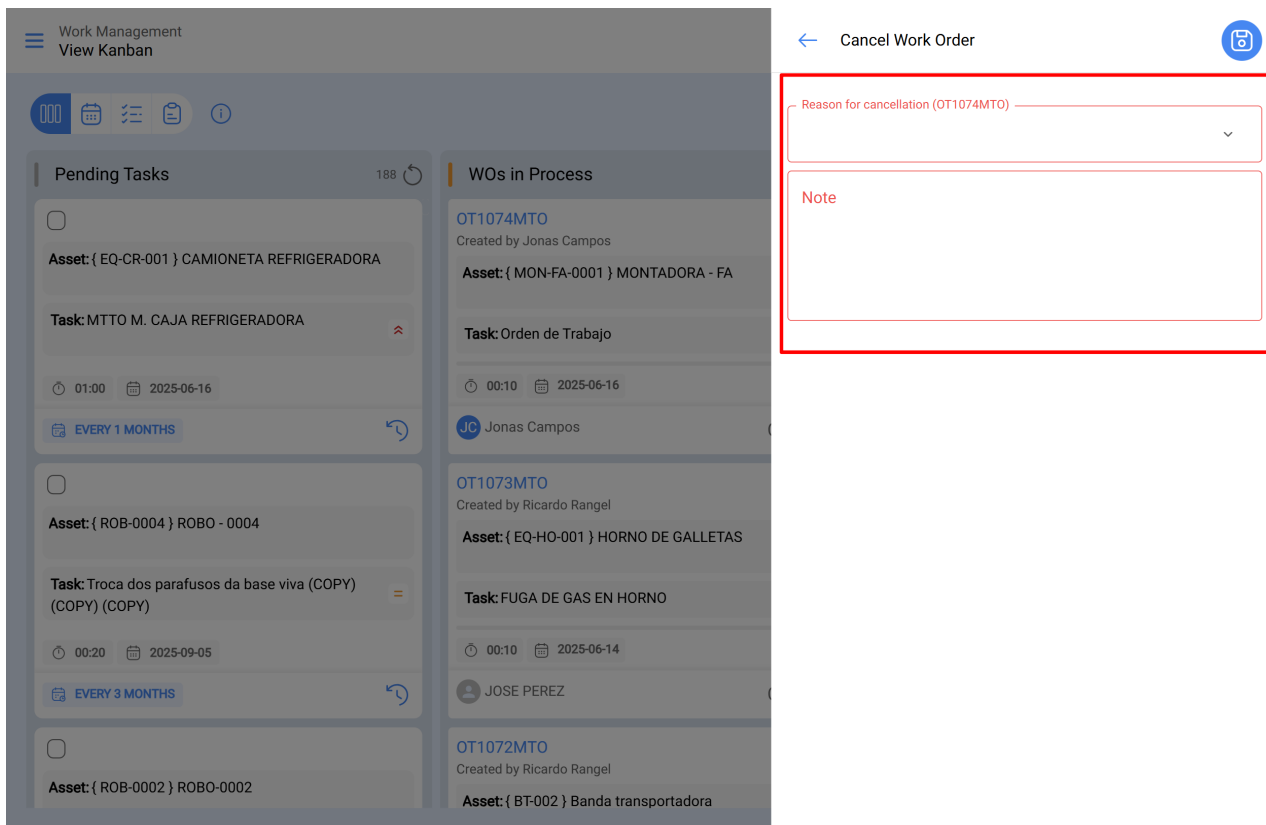 Work Management
View Kanban
Pending Tasks
188
Asset: { EQ-CR-001 } CAMIONETA REFRIGERADORA
Task: MTTO M. CAJA REFRIGERADORA
01:00 2025-06-16
EVERY 1 MONTHS
Asset: { ROB-0004 } ROBO - 0004
Task: Troca dos parafusos da base viva (COPY)
(COPY) (COPY)
00:20 2025-09-05
EVERY 3 MONTHS
Asset: { ROB-0002 } ROBO-0002
WOs in Process
OT1074MTO
Created by Jonas Campos
Asset: { MON-FA-0001 } MONTADORA - FA
Task: Orden de Trabajo
00:10 2025-06-16
JC Jonas Campos
OT1073MTO
Created by Ricardo Rangel
Asset: { EQ-HO-001 } HORNO DE GALLETAS
Task: FUGA DE GAS EN HORNO
00:10 2025-06-14
JOSE PEREZ
OT1072MTO
Created by Ricardo Rangel
Asset: { BT-002 } Banda transportadora
Cancel Work Order
Reason for cancellation (OT1074MTO)
Note